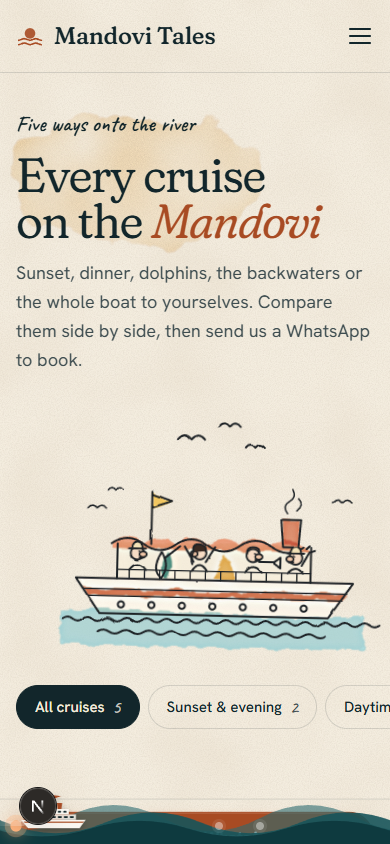 Mandovi Tales
Five ways onto the river
Every cruise
on the Mandovi
Sunset, dinner, dolphins, the backwaters or
the whole boat to yourselves. Compare
them side by side, then send us a WhatsApp
to book.
All cruises 5
Sunset & evening 2
Daytim
N